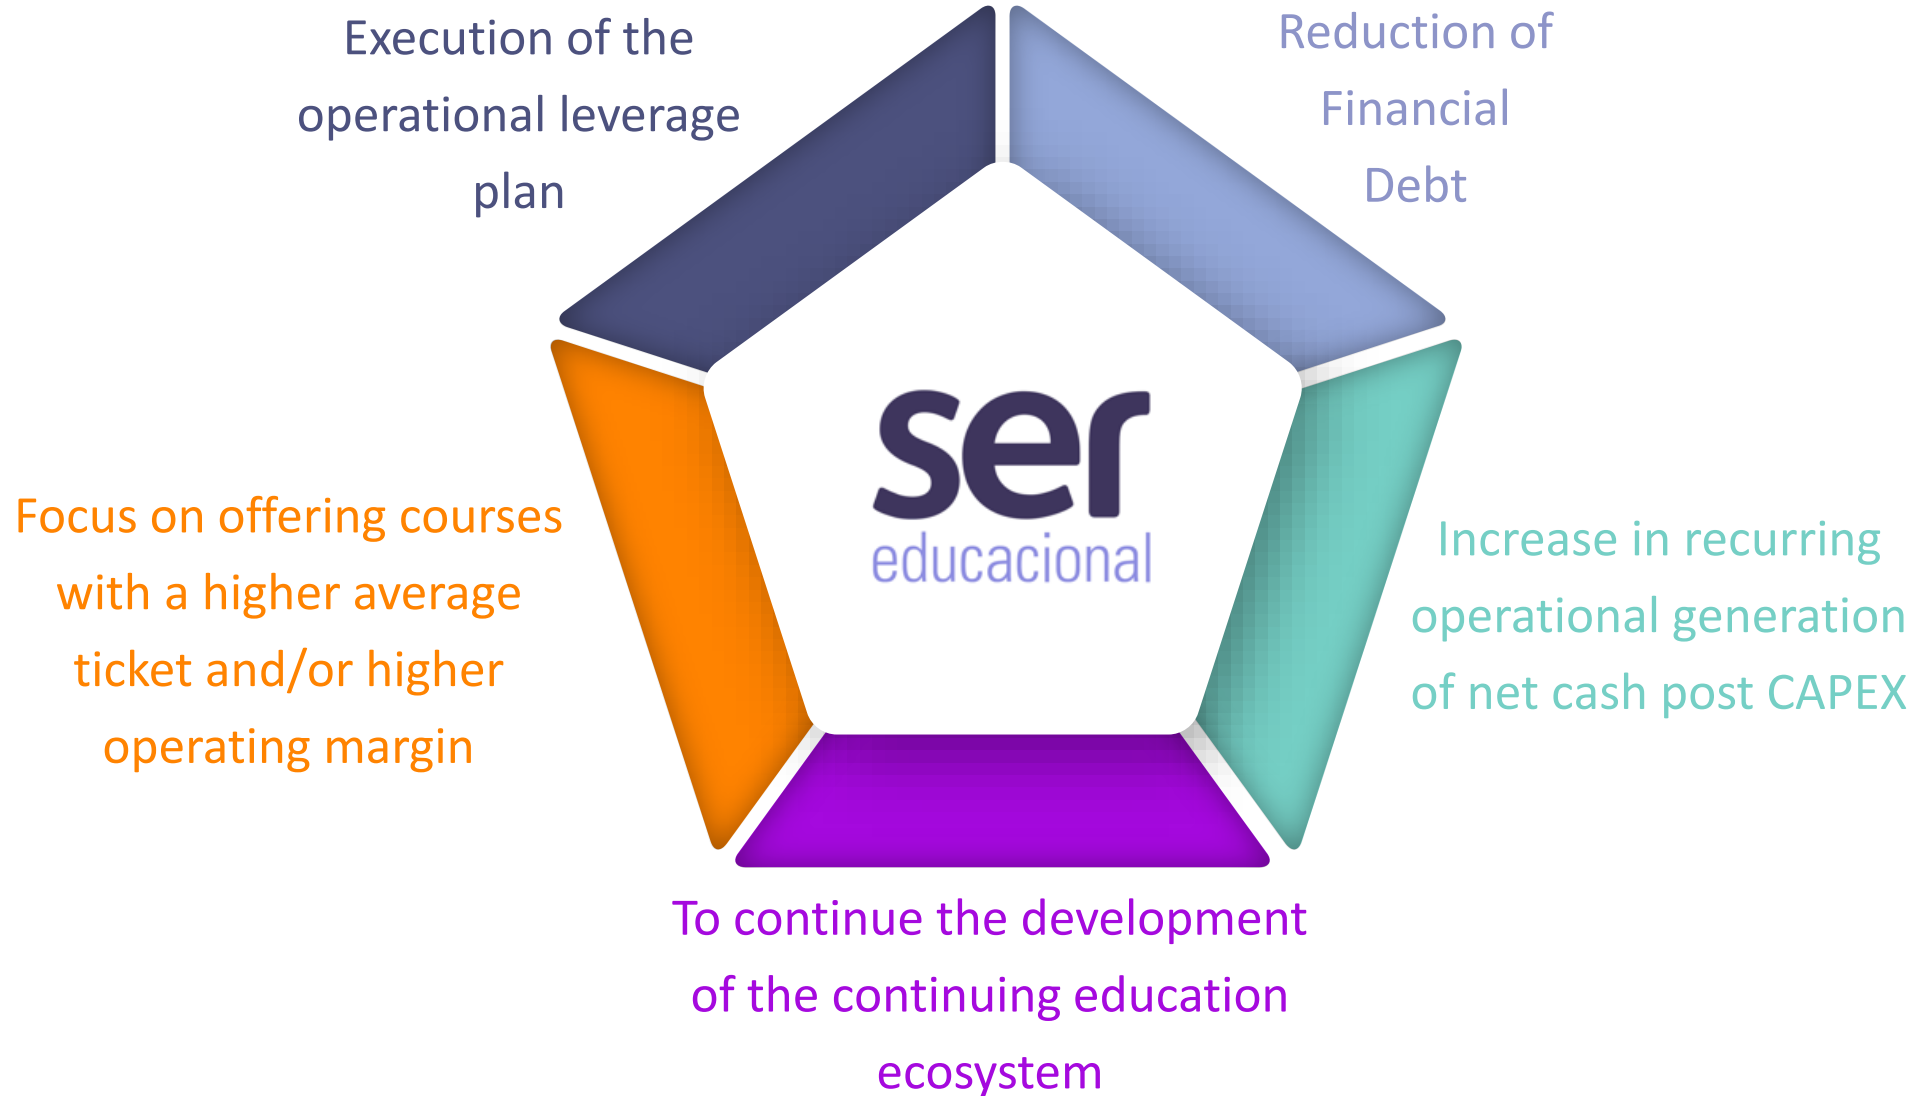 Execution of the
operational leverage
plan
Reduction of
Financial
Debt
Focus on offering courses
with a higher average
ticket and/or higher
operating margin
ser
educacional
Increase in recurring
operational generation
of net cash post CAPEX
To continue the development
of the continuing education
ecosystem